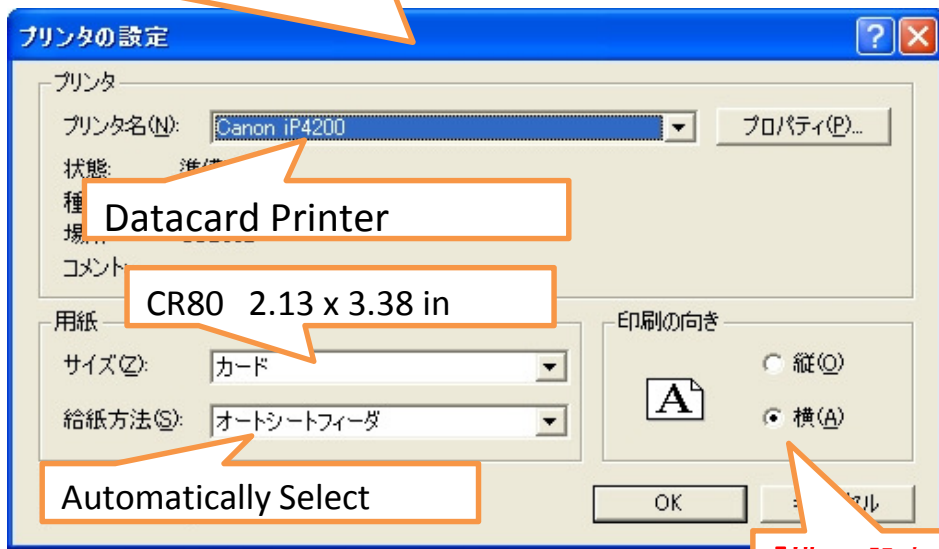 プリンタの設定
プリンタ
プリンタ名(N):
Canon iP4200
プロパティ(P)...
状態:
Datacard Printer
コメント
CR80 2.13 x 3.38 in
用紙
サイズ(Z):
カード
給紙方法(S):
オートシートフィーダ
Automatically Select
印刷の向き
A
縦(O)
横(A)
OK